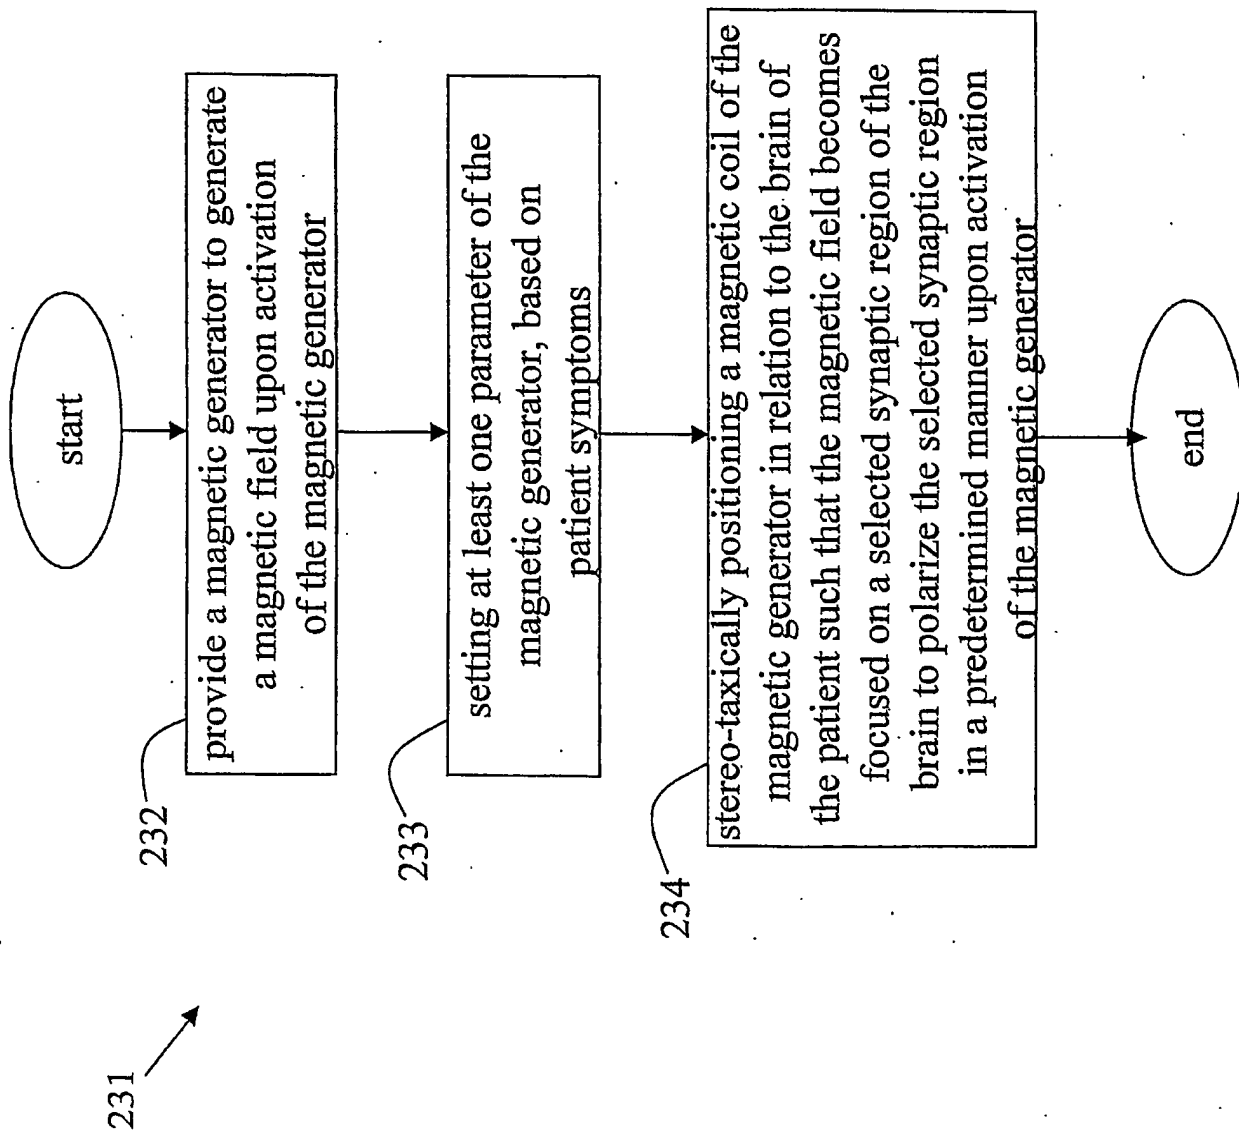 231
start
232
provide a magnetic generator to generate
a magnetic field upon activation
of the magnetic generator
233
setting at least one parameter of the
magnetic generator, based on
patient symptoms
234
stereo-taxically positioning a magnetic coil of the
magnetic generator in relation to the brain of
the patient such that the magnetic field becomes
focused on a selected synaptic region of the
brain to polarize the selected synaptic region
in a predetermined manner upon activation
of the magnetic generator
end